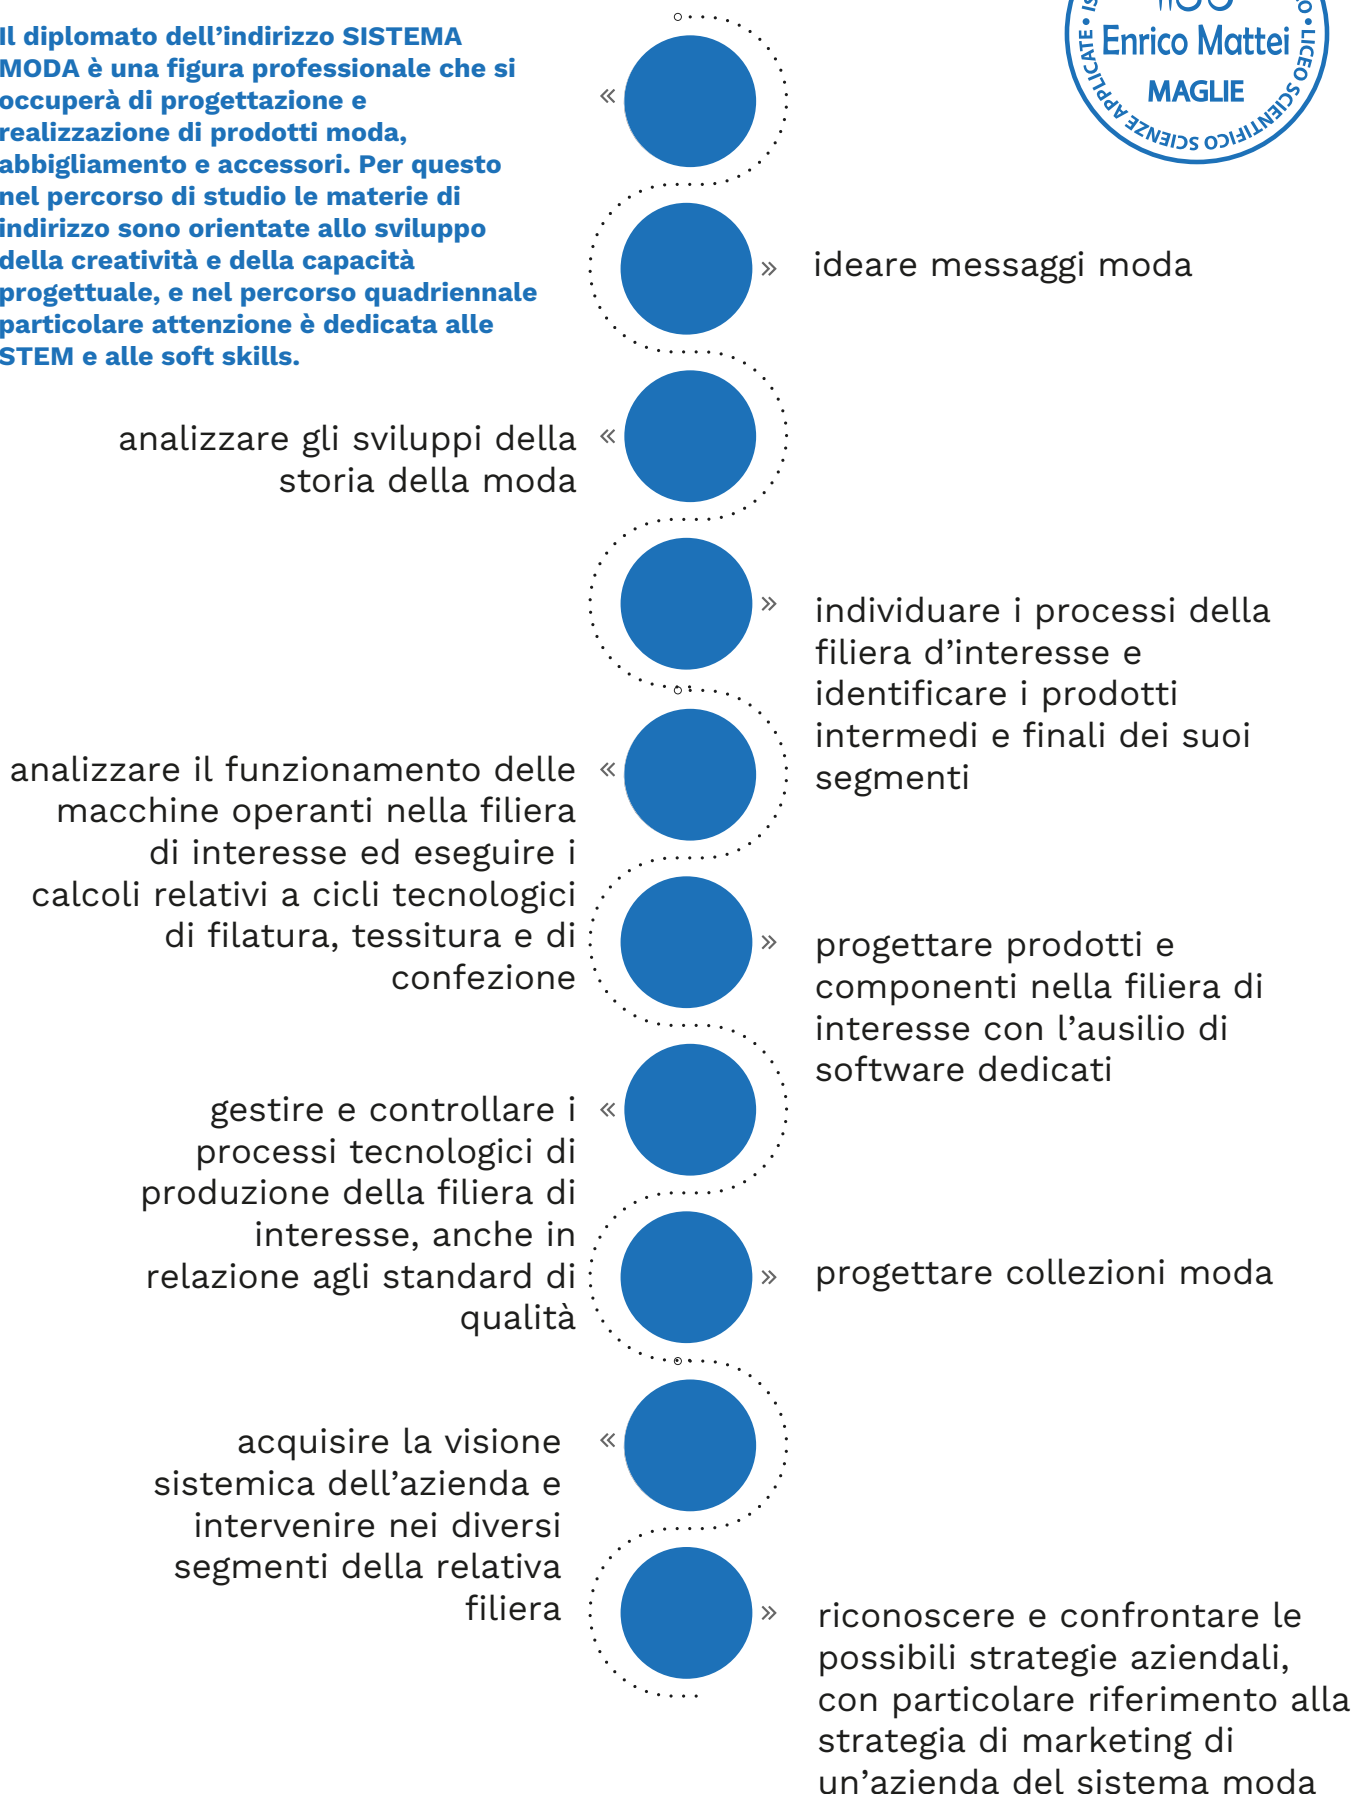 Il diplomato dell’indirizzo SISTEMA
MODA è una figura professionale che si
occuperà di progettazione e
realizzazione di prodotti moda,
abbigliamento e accessori. Per questo
nel percorso di studio le materie di
indirizzo sono orientate allo sviluppo
della creatività e della capacità
progettuale, e nel percorso quadriennale
particolare attenzione è dedicata alle
STEM e alle soft skills.
Enrico Mattei
MAGLIE
LICEO SCIENTIFICO SCIENZE APPLICATE
«
» ideare messaggi moda
analizzare gli sviluppi della «
storia della moda
» individuare i processi della
filiera d’interesse e
identificare i prodotti
intermedi e finali dei suoi
segmenti
analizzare il funzionamento delle «
macchine operanti nella filiera
di interesse ed eseguire i
calcoli relativi a cicli tecnologici
di filatura, tessitura e di
confezione
» progettare prodotti e
componenti nella filiera di
interesse con l’ausilio di
software dedicati
gestire e controllare i «
processi tecnologici di
produzione della filiera di
interesse, anche in
relazione agli standard di
qualità
» progettare collezioni moda
acquisire la visione «
sistemica dell’azienda e
intervenire nei diversi
segmenti della relativa
filiera
» riconoscere e confrontare le
possibili strategie aziendali,
con particolare riferimento alla
strategia di marketing di
un’azienda del sistema moda